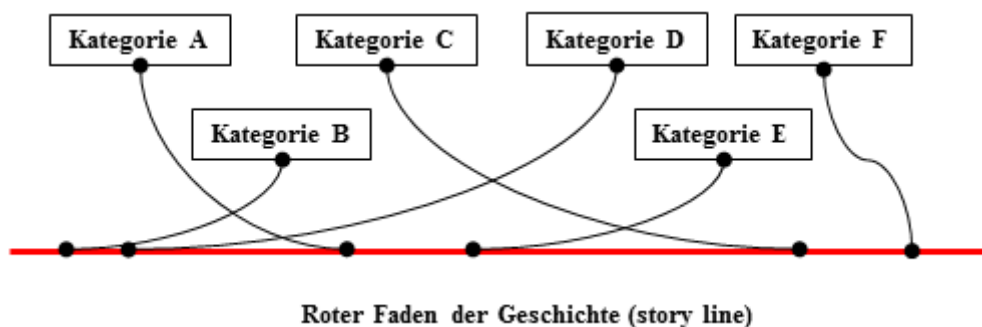 Kategorie A
Kategorie C
Kategorie D
Kategorie F
Kategorie B
Kategorie E
Roter Faden der Geschichte (story line)